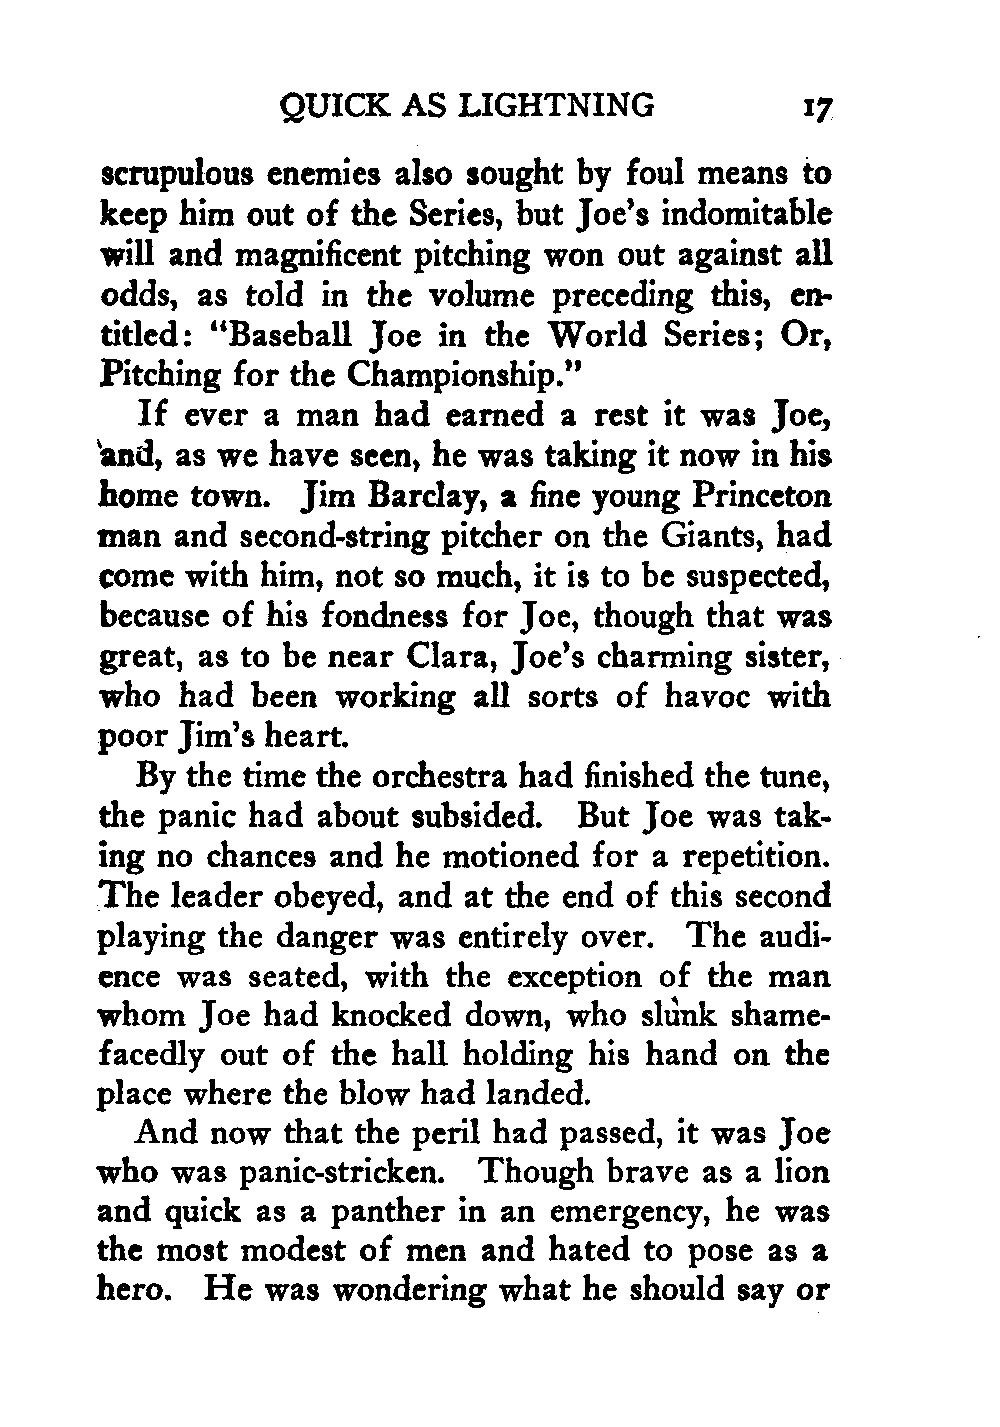 QUICK AS LIGHTNING 17
scrupulous enemies also sought by foul means to
keep him out of the Series, but Joe's indomitable
will and magnificent pitching won out against all
odds, as told in the volume preceding this, en-
titled: "Baseball Joe in the World Series; Or,
Pitching for the Championship."
If ever a man had earned a rest it was Joe,
and, as we have seen, he was taking it now in his
home town. Jim Barclay, a fine young Princeton
man and second-string pitcher on the Giants, had
come with him, not so much, it is to be suspected,
because of his fondness for Joe, though that was
great, as to be near Clara, Joe's charming sister,
who had been working all sorts of havoc with
poor Jim's heart.
By the time the orchestra had finished the tune,
the panic had about subsided. But Joe was tak-
ing no chances and he motioned for a repetition.
The leader obeyed, and at the end of this second
playing the danger was entirely over. The audi-
ence was seated, with the exception of the man
whom Joe had knocked down, who slunk shame-
facedly out of the hall holding his hand on the
place where the blow had landed.
And now that the peril had passed, it was Joe
who was panic-stricken. Though brave as a lion
and quick as a panther in an emergency, he was
the most modest of men and hated to pose as a
hero. He was wondering what he should say or